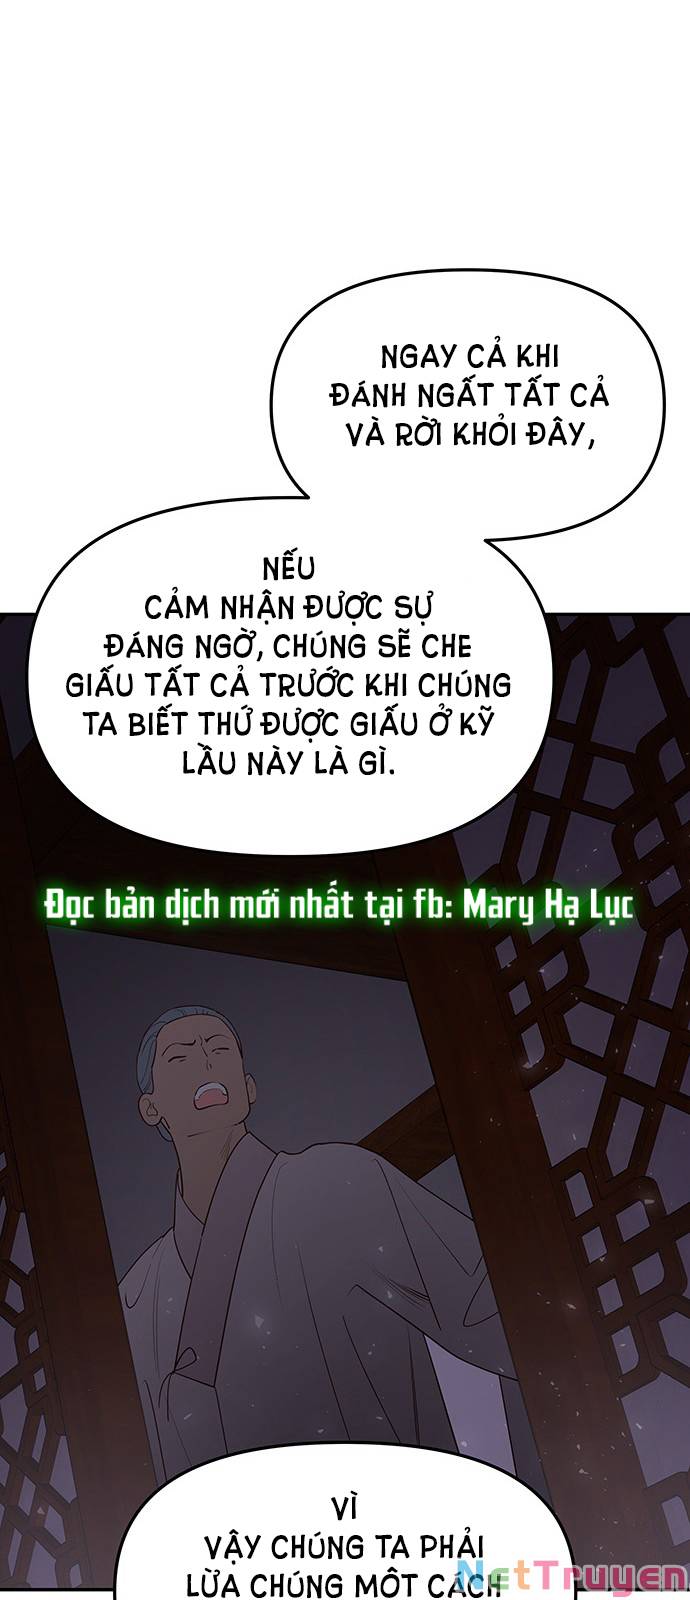 NGAY CẢ KHI
ĐÁNH NGẤT TẤT CẢ
VÀ RỜI KHỎI ĐÂY,
NẾU
CẢM NHẬN ĐƯỢC SỰ
ĐÁNG NGỜ, CHÚNG SẼ CHE
GIẤU TẤT CẢ TRƯỚC KHI CHÚNG
TA BIẾT THỨ ĐƯỢC GIẤU Ở KỸ
LẦU NÀY LÀ GÌ.
Đọc bản dịch mới nhất tại fb: Mary Hạ Lục
VÌ
VẬY CHÚNG TA PHẢI
LỪA CHÚNG MỘT CÁCH
NetTruyen